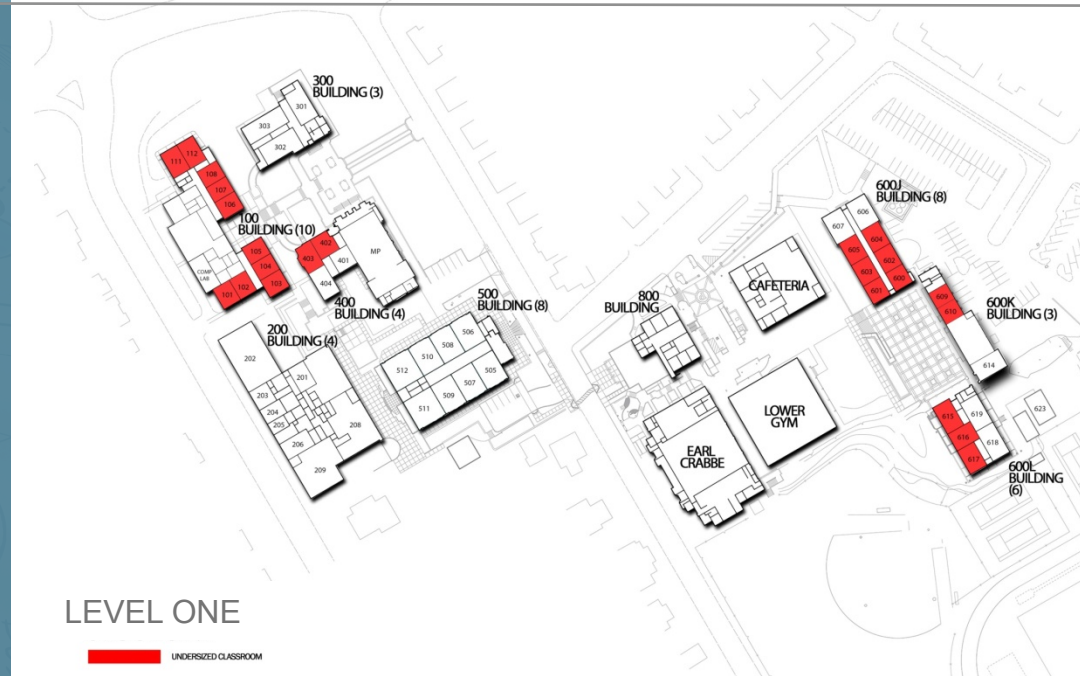 300
BUILDING (3)
301
303
302
112
111
108
107
106
100
BUILDING (10)
105
104
103
102
101
COMP
LAB
402
403
401
404
MP
400
BUILDING (4)
200
BUILDING (4)
202
201
203
204
205
206
208
209
500
BUILDING (8)
506
508
510
512
505
507
509
511
800
BUILDING
CAFETERIA
LOWER
GYM
EARL
CRABBE
600J
BUILDING (8)
606
607
604
605
602
603
600
601
600K
BUILDING (3)
609
610
614
615
619
616
618
617
623
600L
BUILDING
(6)
LEVEL ONE
UNDERSIZED CLASSROOM